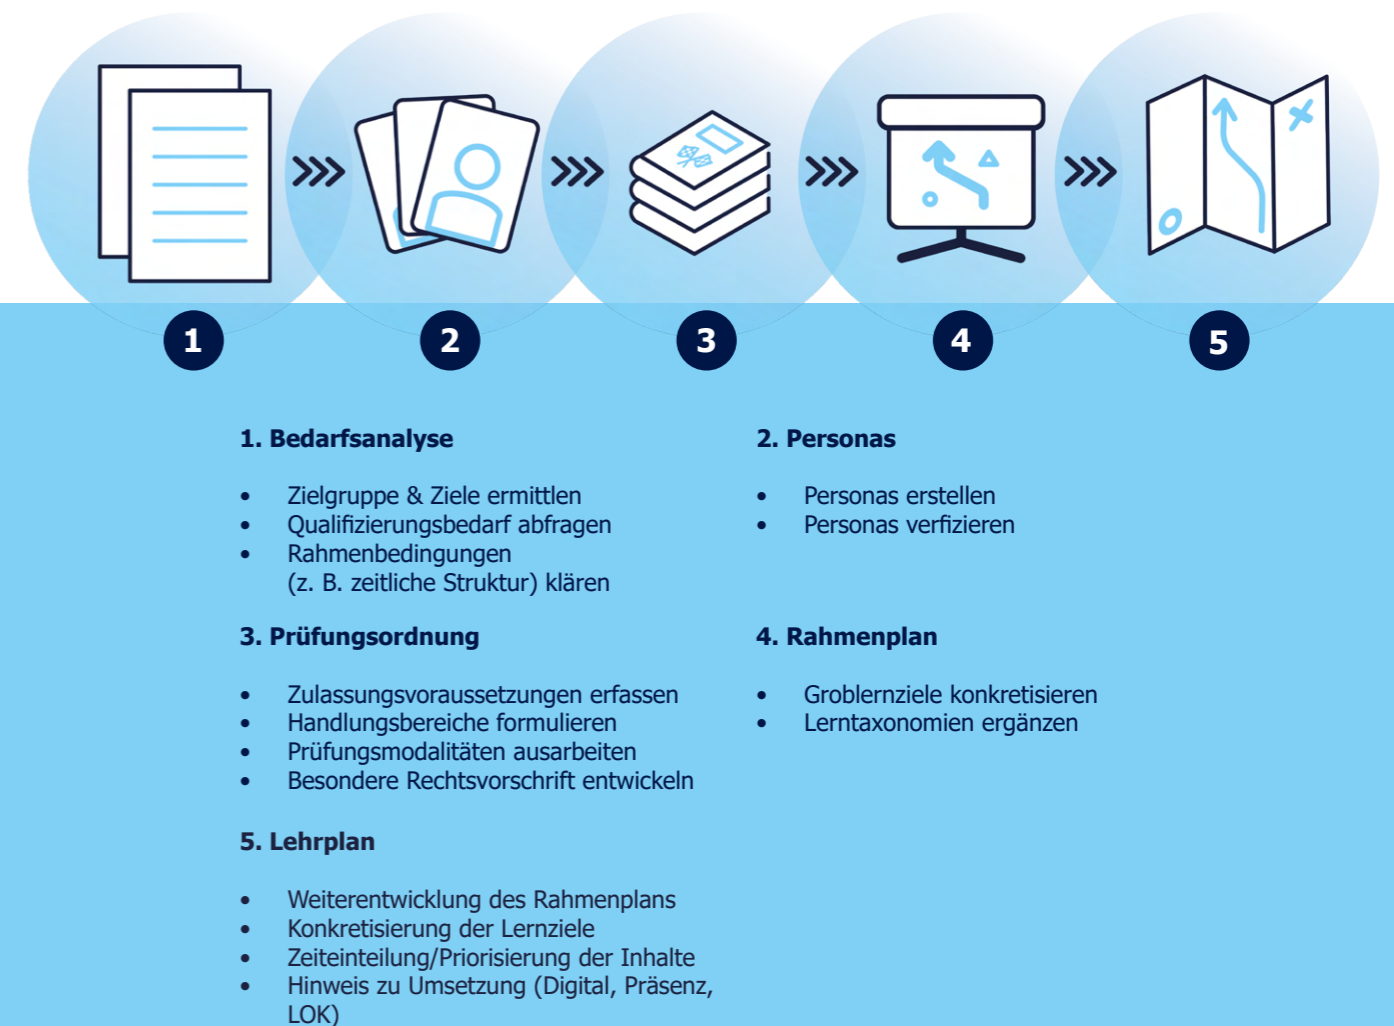 1
2
3
4
5
1. Bedarfsanalyse
• Zielgruppe & Ziele ermittlen
• Qualifizierungsbedarf abfragen
• Rahmenbedingungen
(z. B. zeitliche Struktur) klären
2. Personas
• Personas erstellen
• Personas verfizieren
3. Prüfungsordnung
• Zulassungsvoraussetzungen erfassen
• Handlungsbereiche formulieren
• Prüfungsmodalitäten ausarbeiten
• Besondere Rechtsvorschrift entwickeln
4. Rahmenplan
• Groblernziele konkretisieren
• Lerntaxonomien ergänzen
5. Lehrplan
• Weiterentwicklung des Rahmenplans
• Konkretisierung der Lernziele
• Zeiteinteilung/Priorisierung der Inhalte
• Hinweis zu Umsetzung (Digital, Präsenz,
LOK)